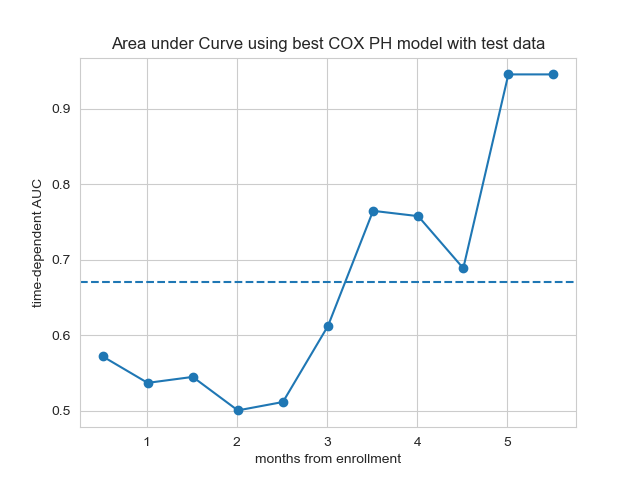 Area under Curve using best COX PH model with test data
time-dependent AUC
0.9
0.8
0.7
0.6
0.5
1 2 3 4 5
months from enrollment